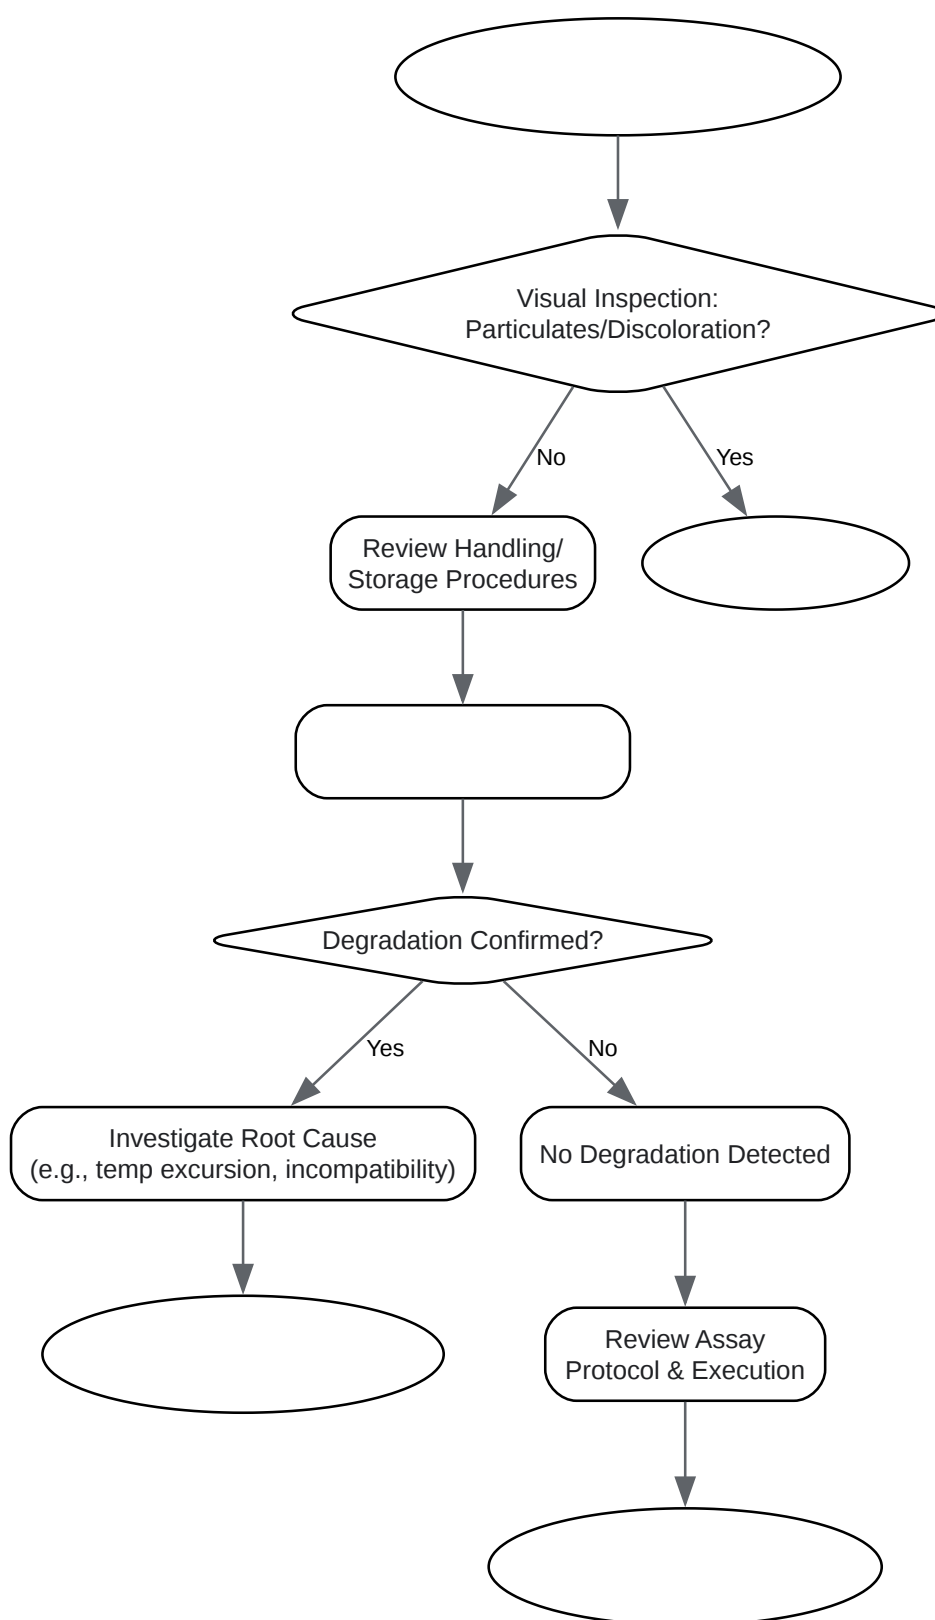 Visual Inspection:
Particulates/Discoloration?
No
Yes
Review Handling/
Storage Procedures
Degradation Confirmed?
Yes
No
Investigate Root Cause
(e.g., temp excursion, incompatibility)
No Degradation Detected
Review Assay
Protocol & Execution